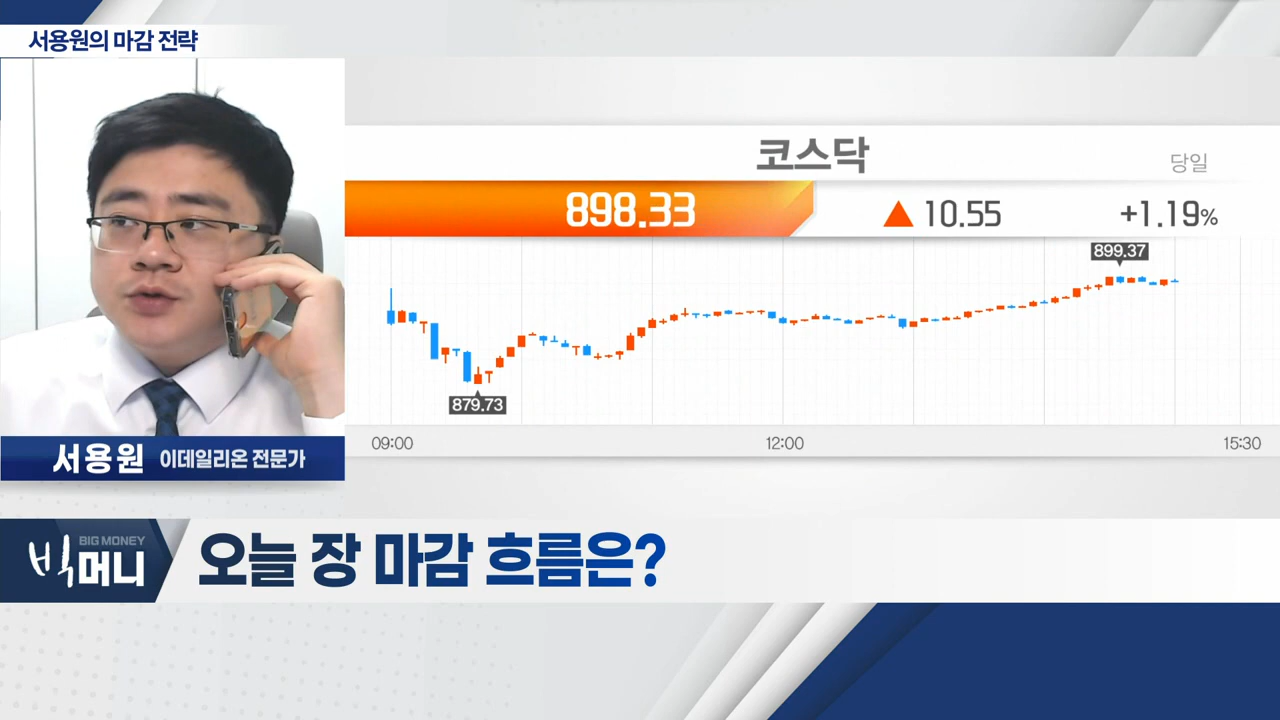 서용원의 마감 전략
코스닥
당일
898.33 ▲ 10.55 +1.19%
899.37
879.73
09:00 12:00 15:30
서용원 이데일리온 전문가
BIG MONEY
빅머니
오늘 장 마감 흐름은?